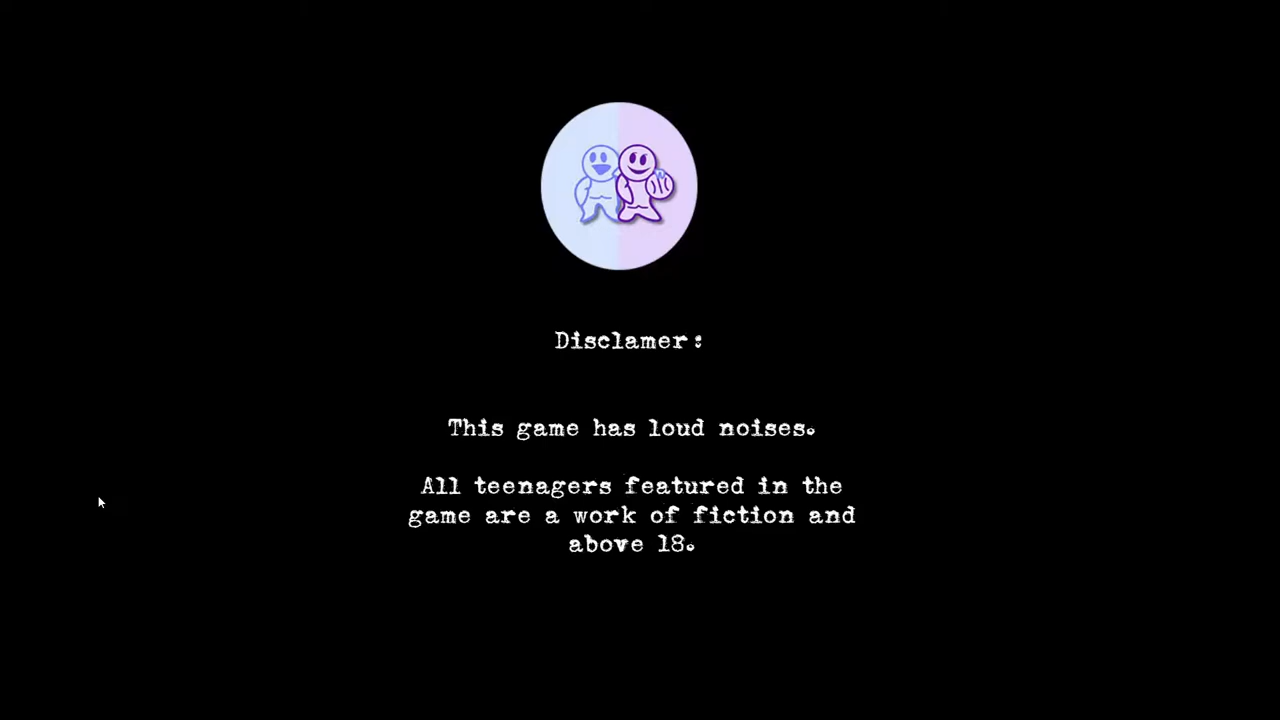 Disclamer:
This game has loud noises.
All teenagers featured in the
game are a work of fiction and
above 18.